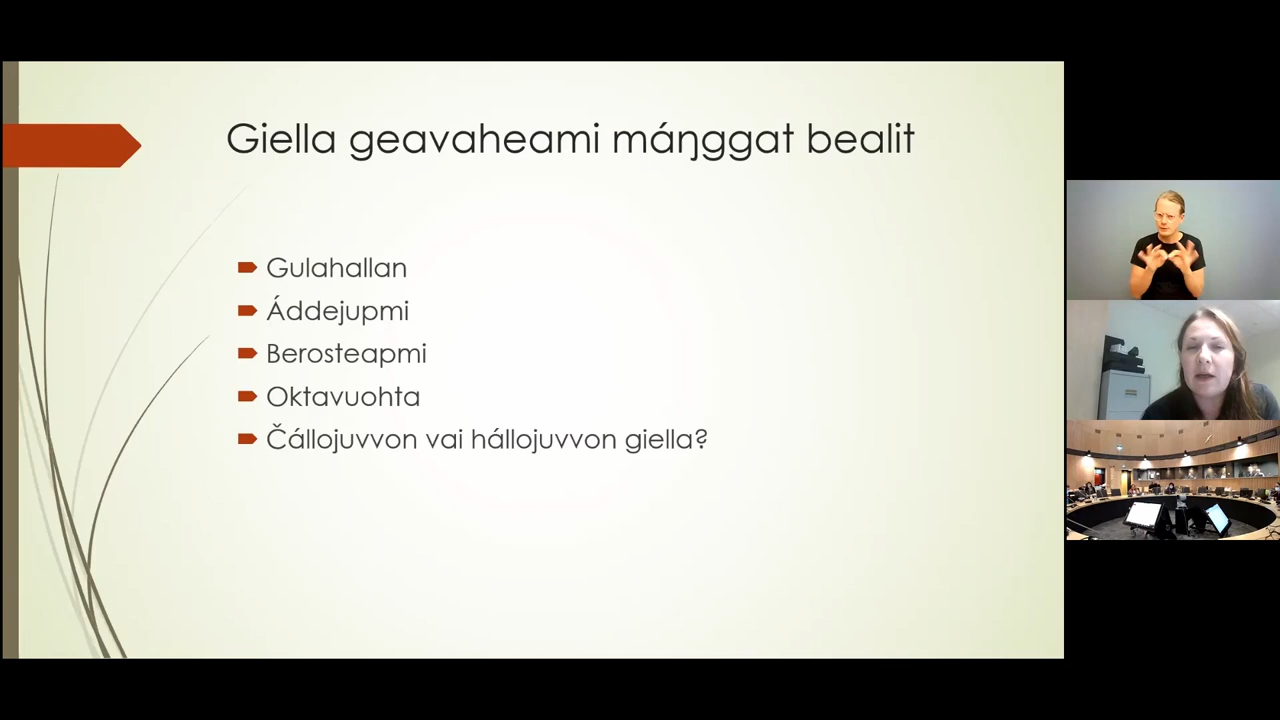 Giella geavaheami máŋggat bealit
Gulahallan
Áddejupmi
Berosteapmi
Oktavuohta
Čállojuvvon vai hállojuvvon giella?